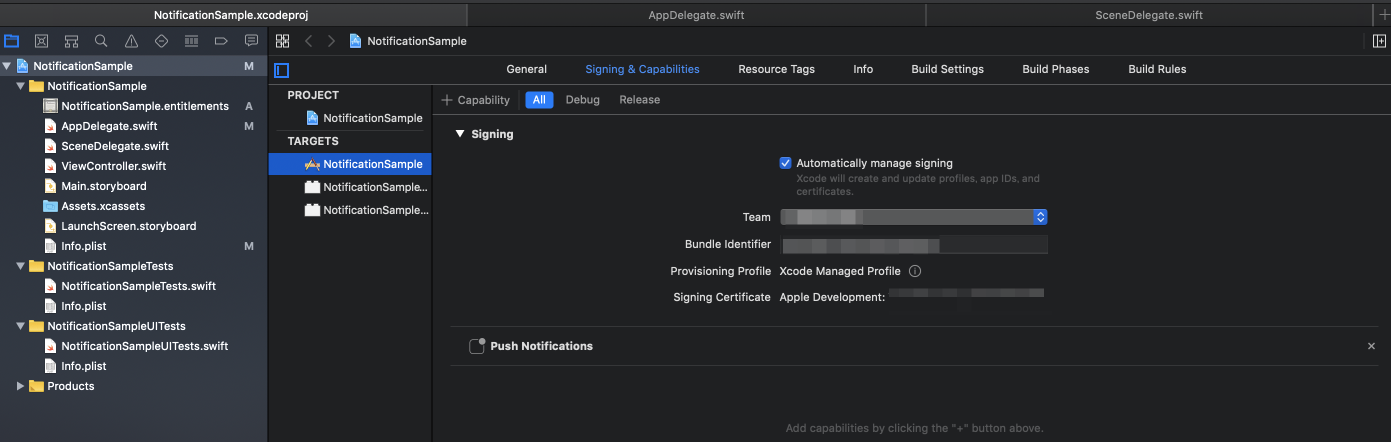 NotificationSample.xcodeproj
AppDelegate.swift
SceneDelegate.swift
NotificationSample
NotificationSample M
General Signing & Capabilities Resource Tags Info Build Settings Build Phases Build Rules
NotificationSample
NotificationSample.entitlements A
AppDelegate.swift M
SceneDelegate.swift
ViewController.swift
Main.storyboard
Assets.xcassets
LaunchScreen.storyboard
Info.plist M
NotificationSampleTests
NotificationSampleTests.swift
Info.plist
NotificationSampleUITests
NotificationSampleUITests.swift
Info.plist
Products
PROJECT
NotificationSample
TARGETS
NotificationSample
NotificationSample...
NotificationSample...
+ Capability All Debug Release
Signing
Automatically manage signing
Xcode will create and update profiles, app IDs, and
certificates.
Team
Bundle Identifier
Provisioning Profile Xcode Managed Profile
Signing Certificate Apple Development:
Push Notifications
Add capabilities by clicking the "+" button above.